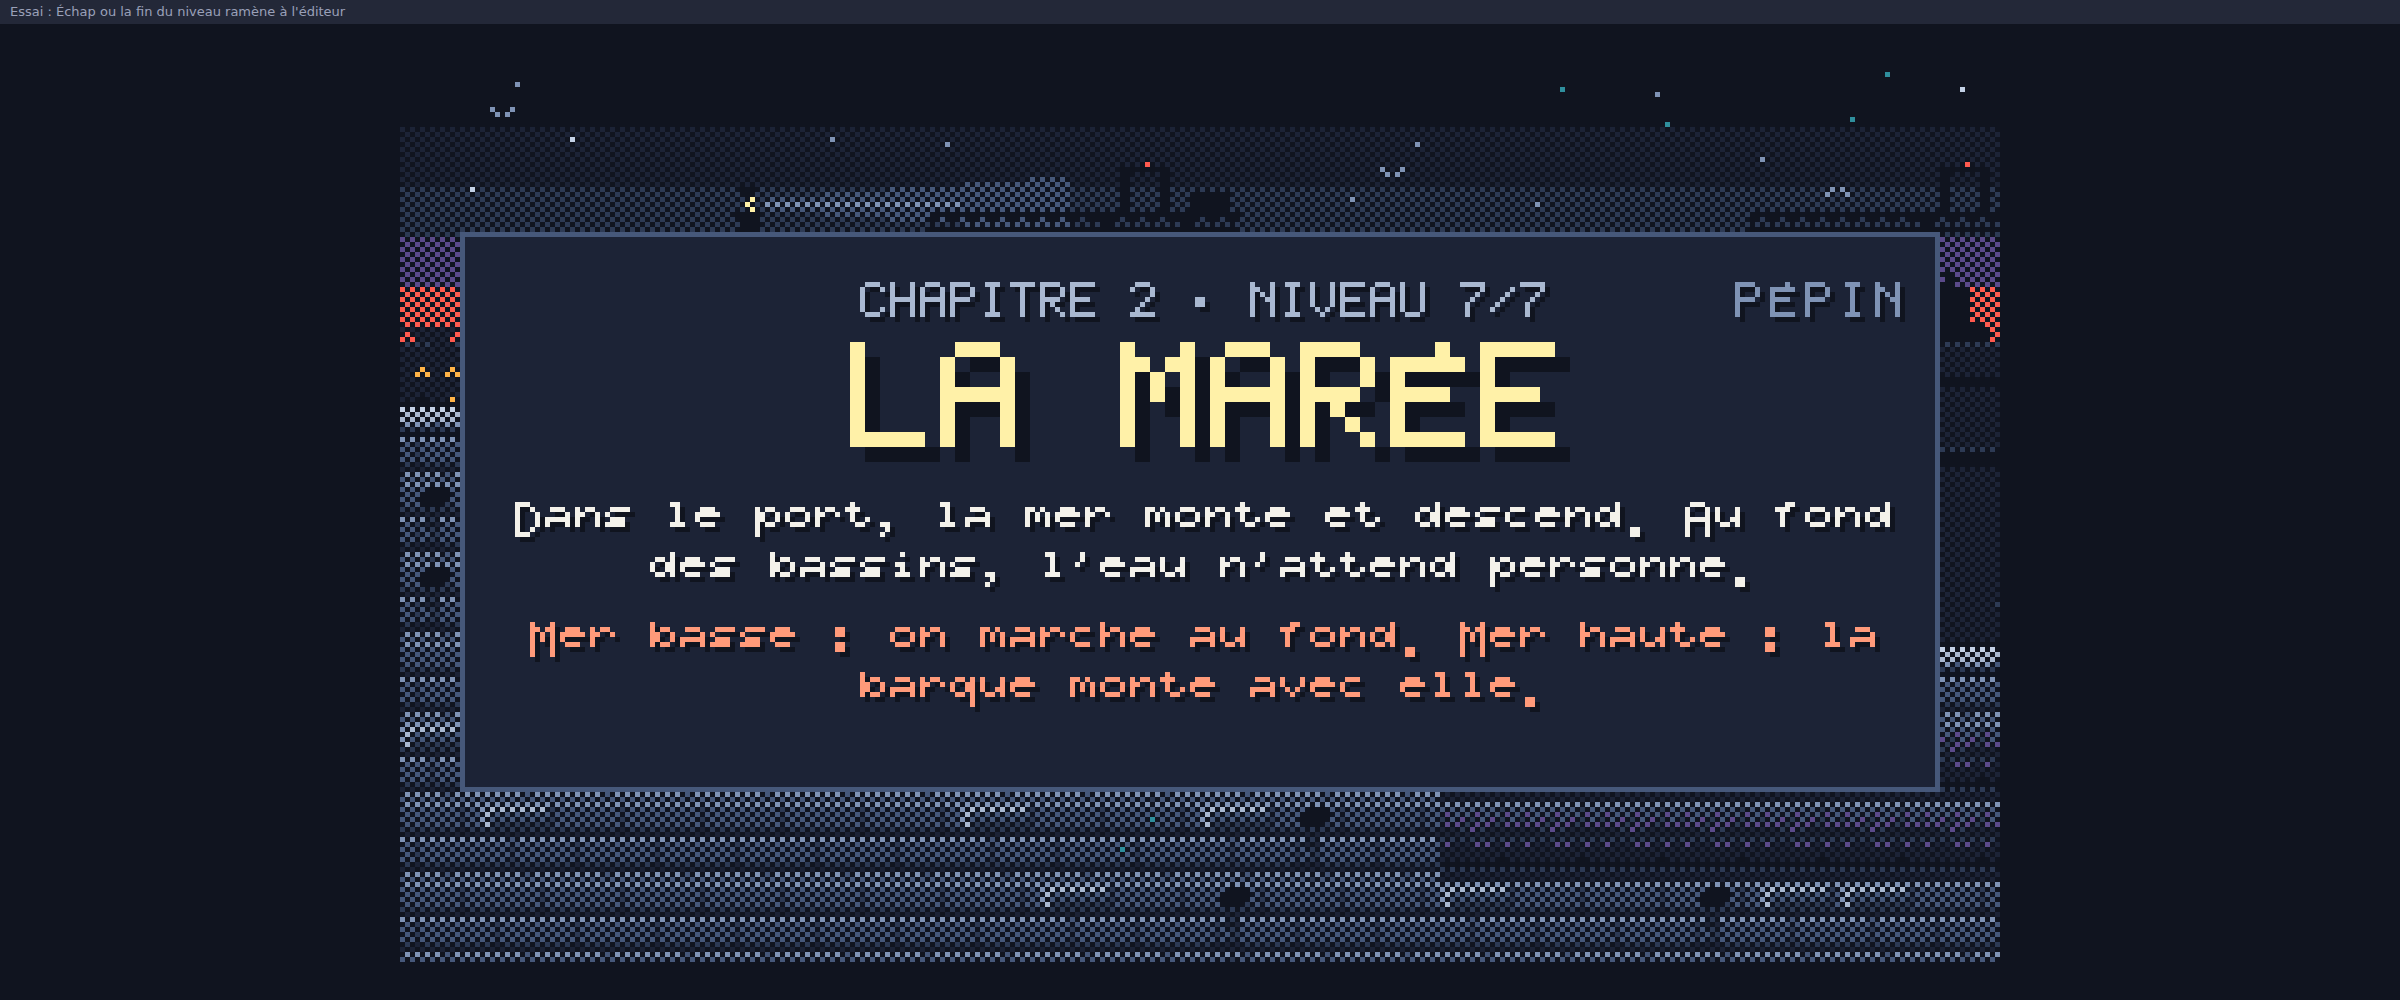 Essai : Échap ou la fin du niveau ramène à l'éditeur
CHAPITRE 2 · NIVEAU 7/7 PÉPIN
LA MARÉE
Dans le port, la mer monte et descend. Au fond
des bassins, l'eau n'attend personne.
Mer basse : on marche au fond. Mer haute : la
barque monte avec elle.